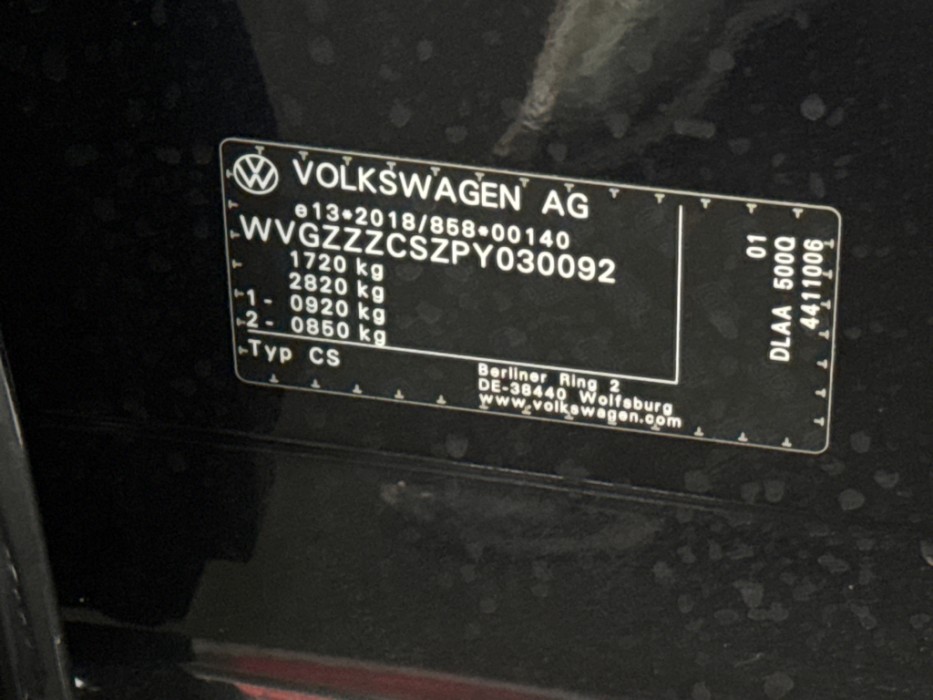 VOLKSWAGEN AG
e13*2018/858*00140
WVGZZZCSZPY030092
1720 kg
2820 kg
1- 0920 kg
2- 0850 kg
Typ CS
Berliner Ring 2
DE-38440 Wolfsburg
www.volkswagen.com
01
DLAA 500Q
4411006